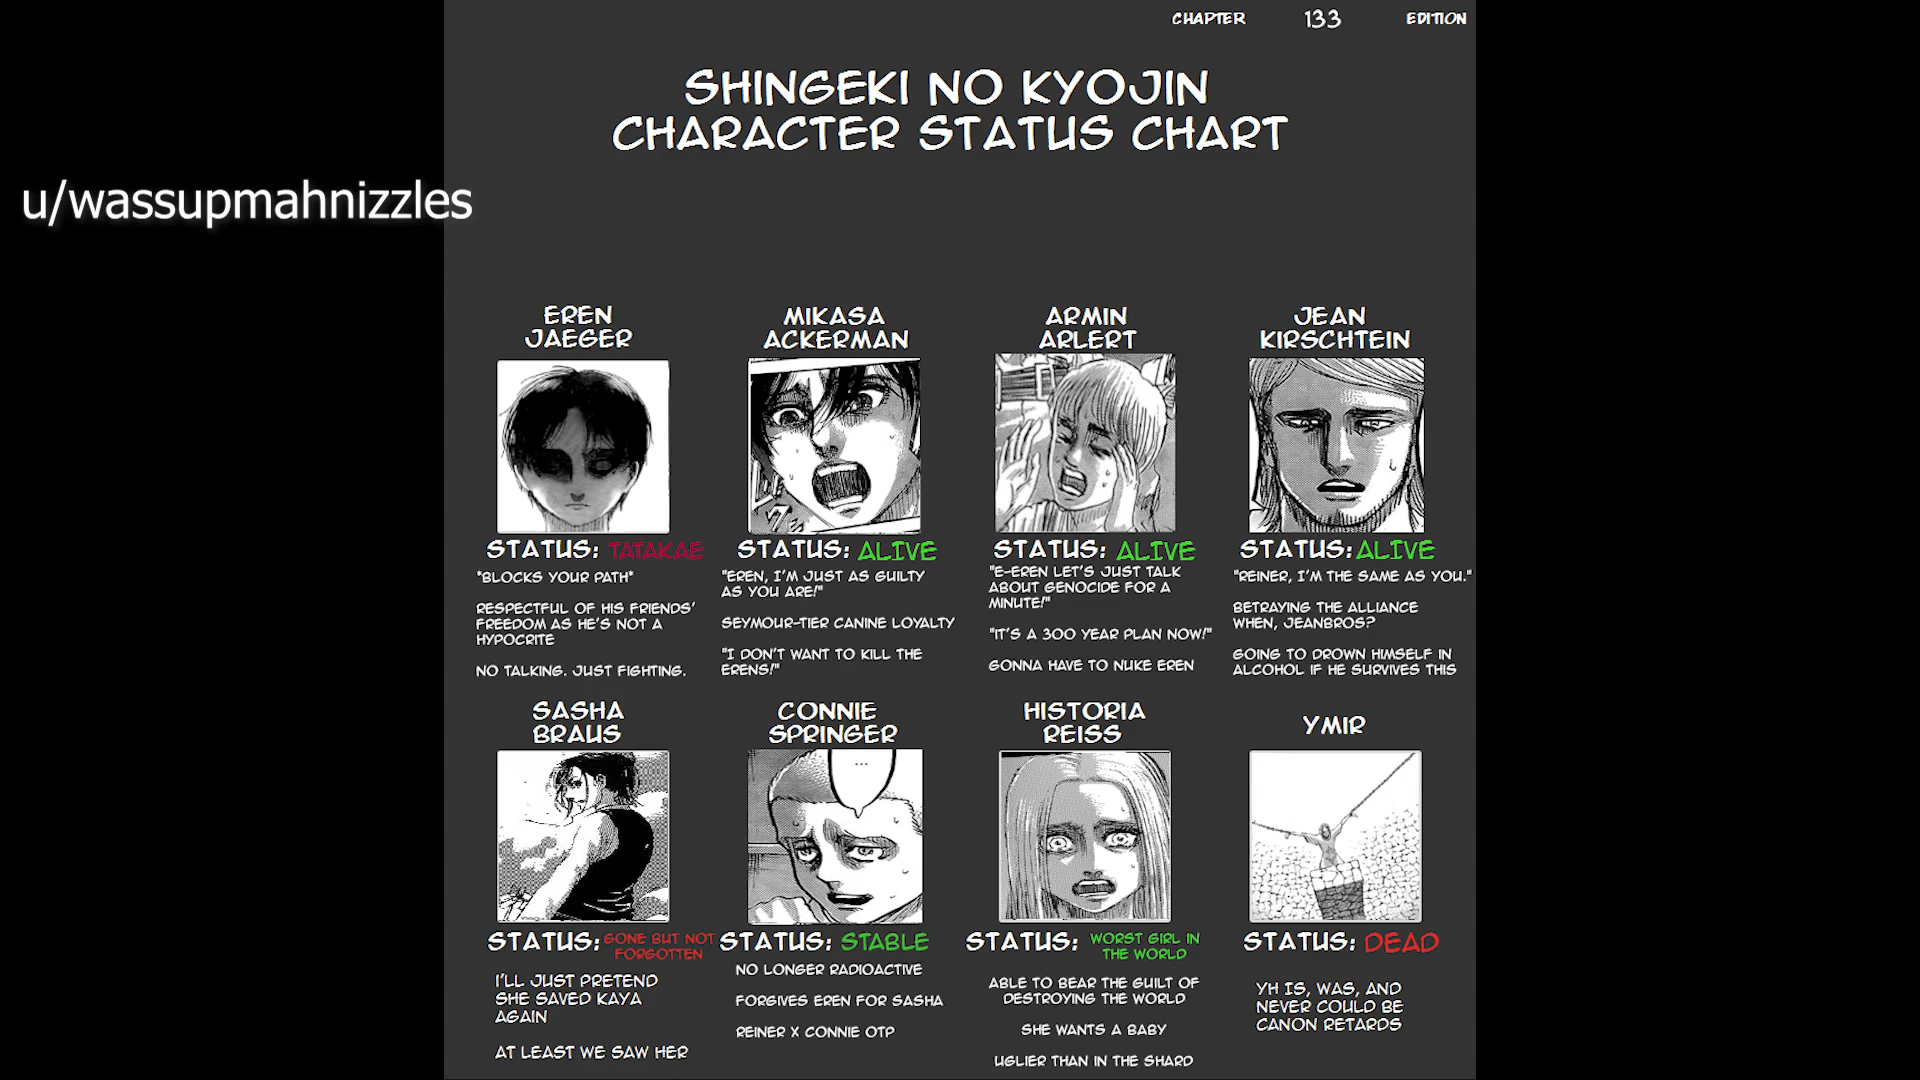 CHAPTER 133 EDITION
SHINGEKI NO KYOJIN
CHARACTER STATUS CHART
u/wassupmahnizzles
EREN
JAEGER
STATUS: TATAKAE
*BLOCKS YOUR PATH*
RESPECTFUL OF HIS FRIENDS'
FREEDOM AS HE'S NOT A
HYPOCRITE
NO TALKING. JUST FIGHTING.
MIKASA
ACKERMAN
STATUS: ALIVE
"EREN, I'M JUST AS GUILTY
AS YOU ARE!"
SEYMOUR-TIER CANINE LOYALTY
"I DON'T WANT TO KILL THE
ERENS!"
ARMIN
ARLERT
STATUS: ALIVE
"E-EREN LET'S JUST TALK
ABOUT GENOCIDE FOR A
MINUTE!"
"IT'S A 300 YEAR PLAN NOW!"
GONNA HAVE TO NUKE EREN
JEAN
KIRSCHTEIN
STATUS: ALIVE
"REINER, I'M THE SAME AS YOU."
BETRAYING THE ALLIANCE
WHEN, JEANBROS?
GOING TO DROWN HIMSELF IN
ALCOHOL IF HE SURVIVES THIS
SASHA
BRAUS
STATUS: GONE BUT NOT
FORGOTTEN
I'LL JUST PRETEND
SHE SAVED KAYA
AGAIN
AT LEAST WE SAW HER
CONNIE
SPRINGER
...
STATUS: STABLE
NO LONGER RADIOACTIVE
FORGIVES EREN FOR SASHA
REINER X CONNIE OTP
HISTORIA
REISS
STATUS: WORST GIRL IN
THE WORLD
ABLE TO BEAR THE GUILT OF
DESTROYING THE WORLD
SHE WANTS A BABY
UGLIER THAN IN THE SHARD
YMIR
STATUS: DEAD
YH IS, WAS, AND
NEVER COULD BE
CANON RETARDS